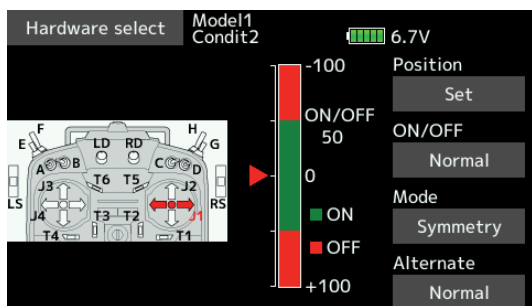 Hardware select
Model1
Condit2
6.7V
F
H
E
LD
RD
G
A
B
C
D
T6
T5
J3
J2
LS
RS
J4
T3
T2
J1
T4
T1
-100
ON/OFF
50
0
ON
OFF
+100
Position
Set
ON/OFF
Normal
Mode
Symmetry
Alternate
Normal